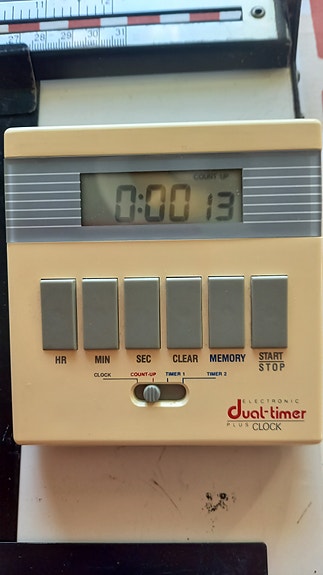 27 28 29 30 31
COUNT UP
0:00 13
HR MIN SEC CLEAR MEMORY START
STOP
CLOCK COUNT-UP TIMER 1 TIMER 2
ELECTRONIC
dual-timer
PLUS CLOCK